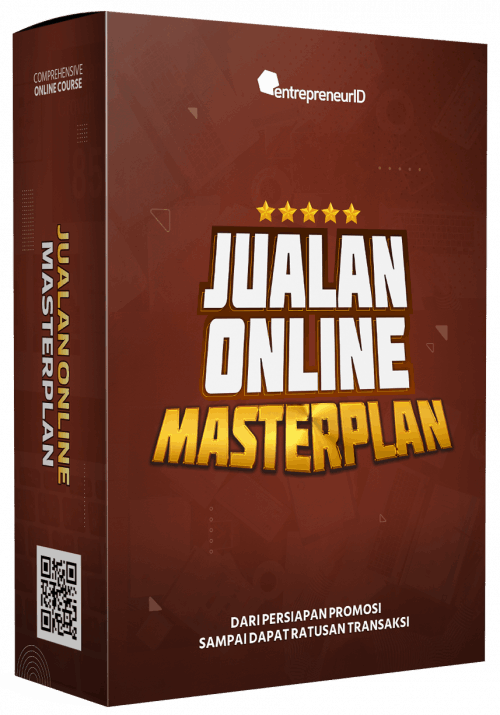 COMPREHENSIVE
ONLINE COURSE
JUALAN ONLINE
MASTERPLAN
entrepreneurID
JUALAN
ONLINE
MASTERPLAN
DARI PERSIAPAN PROMOSI
SAMPAI DAPAT RATUSAN TRANSAKSI